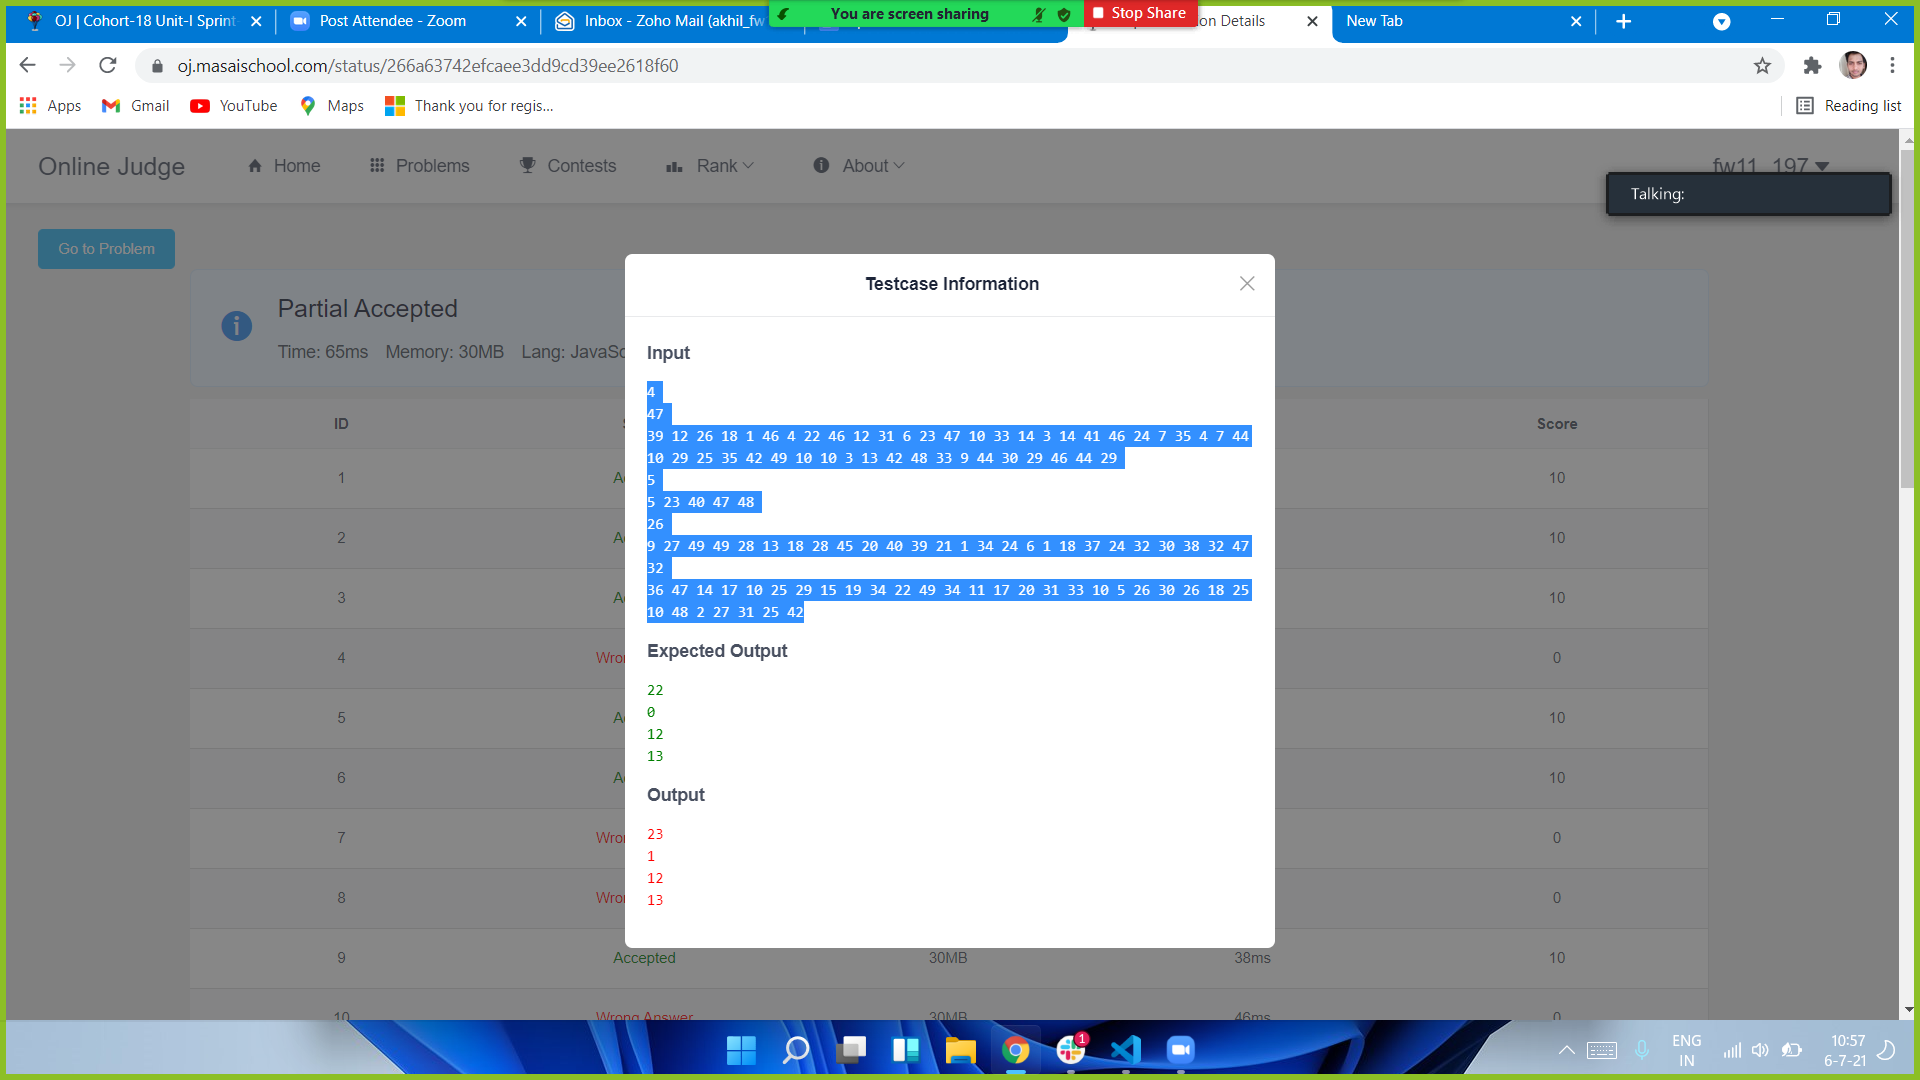 You are screen sharing
Stop Share
OJ | Cohort-18 Unit-I Sprint
Post Attendee - Zoom
Inbox - Zoho Mail (akhil_fw
on Details
New Tab
oj.masaischool.com/status/266a63742efcaee3dd9cd39ee2618f60
Apps
Gmail
YouTube
Maps
Thank you for regis...
Reading list
Online Judge
Home
Problems
Contests
Rank
About
fw11_197
Talking:
Go to Problem
Partial Accepted
Time: 65ms Memory: 30MB Lang: JavaSc
Testcase Information
Input
4
47
39 12 26 18 1 46 4 22 46 12 31 6 23 47 10 33 14 3 14 41 46 24 7 35 4 7 44
10 29 25 35 42 49 10 10 3 13 42 48 33 9 44 30 29 46 44 29
5
5 23 40 47 48
26
9 27 49 49 28 13 18 28 45 20 40 39 21 1 34 24 6 1 18 37 24 32 30 38 32 47
32
36 47 14 17 10 25 29 15 19 34 22 49 34 11 17 20 31 33 10 5 26 30 26 18 25
10 48 2 27 31 25 42
Expected Output
22
0
12
13
Output
23
1
12
13
ID
Score
1 A 10
2 A 10
3 A 10
4 Wro 0
5 A 10
6 A 10
7 Wro 0
8 Wro 0
9 Accepted 30MB 38ms 10
10 Wrong Answer 30MB 46ms 0
1
ENG
IN
10:57
6-7-21